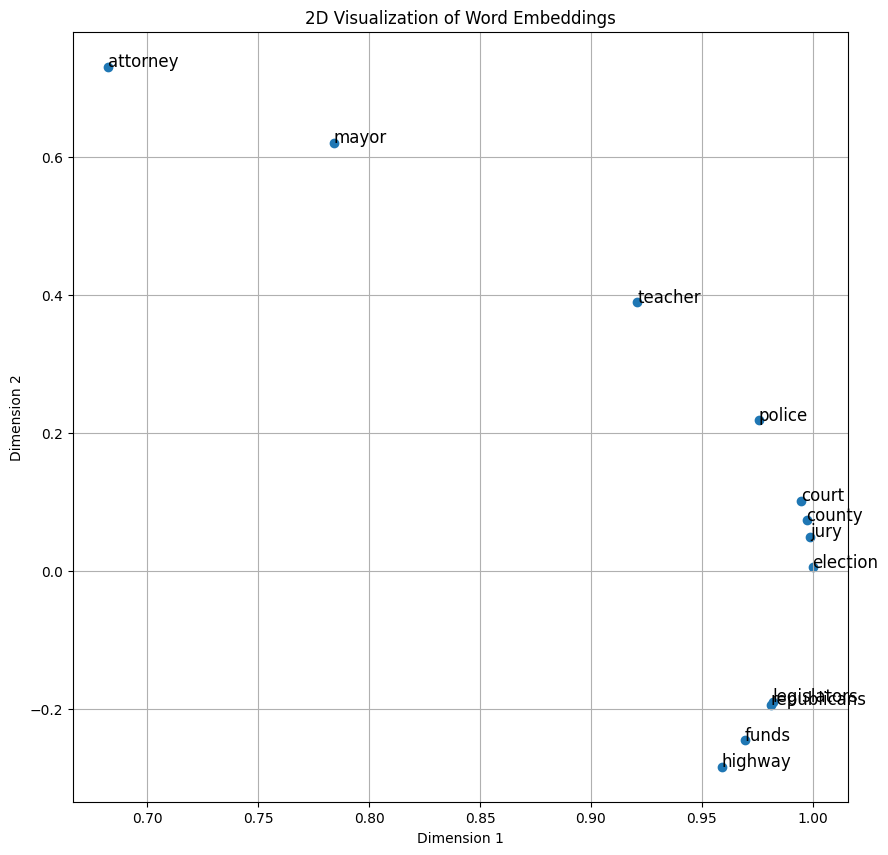 2D Visualization of Word Embeddings
attorney
mayor
teacher
police
court
county
jury
election
legislators
republicans
funds
highway
Dimension 2
0.6
0.4
0.2
0.0
−0.2
0.70 0.75 0.80 0.85 0.90 0.95 1.00
Dimension 1